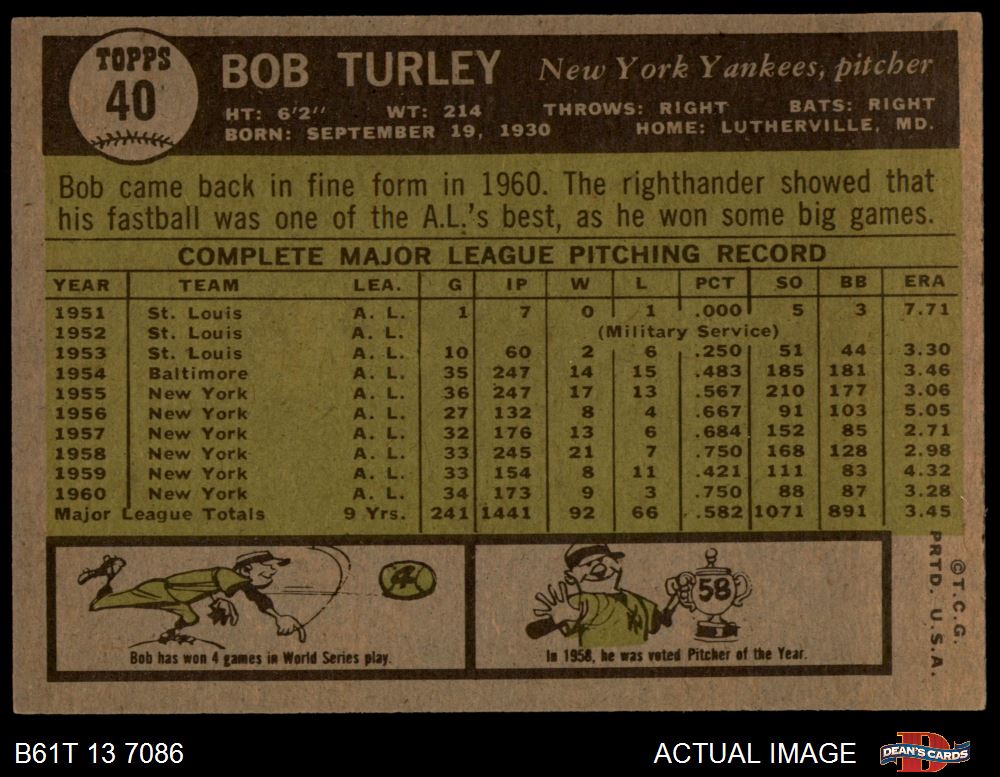 TOPPS
40
BOB TURLEY New York Yankees, pitcher
HT: 6'2" WT: 214 THROWS: RIGHT BATS: RIGHT
BORN: SEPTEMBER 19, 1930 HOME: LUTHERVILLE, MD.
Bob came back in fine form in 1960. The righthander showed that
his fastball was one of the A.L.'s best, as he won some big games.
COMPLETE MAJOR LEAGUE PITCHING RECORD
YEAR TEAM LEA. G IP W L PCT SO BB ERA
1951 St. Louis A. L. 1 7 0 1 .000 5 3 7.71
1952 St. Louis A. L. (Military Service)
1953 St. Louis A. L. 10 60 2 6 .250 51 44 3.30
1954 Baltimore A. L. 35 247 14 15 .483 185 181 3.46
1955 New York A. L. 36 247 17 13 .567 210 177 3.06
1956 New York A. L. 27 132 8 4 .667 91 103 5.05
1957 New York A. L. 32 176 13 6 .684 152 85 2.71
1958 New York A. L. 33 245 21 7 .750 168 128 2.98
1959 New York A. L. 33 154 8 11 .421 111 83 4.32
1960 New York A. L. 34 173 9 3 .750 88 87 3.28
Major League Totals 9 Yrs. 241 1441 92 66 .582 1071 891 3.45
4
Bob has won 4 games in World Series play.
58
In 1958, he was voted Pitcher of the Year.
©T.C.G.
PRTD. U.S.A.
B61T 13 7086
ACTUAL IMAGE
DEAN'S CARDS